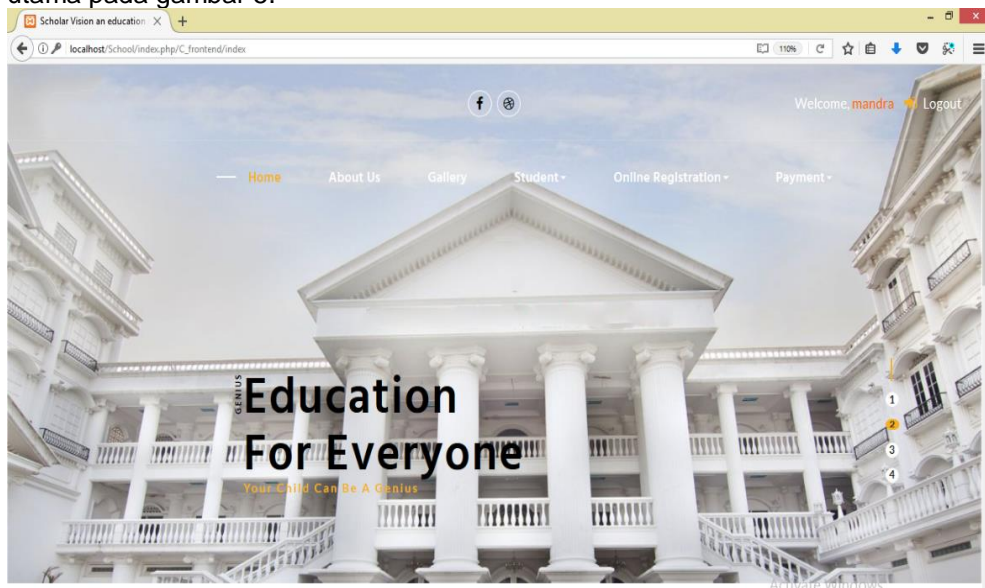 utama pada gambar 3.
Scholar Vision an education
localhost/School/index.php/C_frontend/index
110%
Welcome, mandra Logout
Home About Us Gallery Student Online Registration Payment
GENIUS
Education
For Everyone
Your Child Can Be A Genius
1
2
3
4
Activate Windows